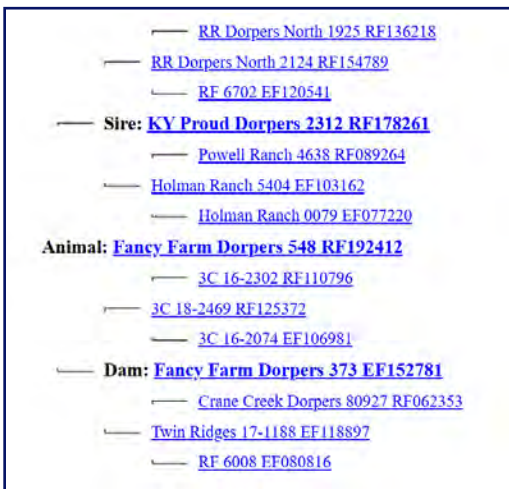 RR Dorpers North 1925 RF136218
RR Dorpers North 2124 RF154789
RF 6702 EF120541
Sire: KY Proud Dorpers 2312 RF178261
Powell Ranch 4638 RF089264
Holman Ranch 5404 EF103162
Holman Ranch 0079 EF077220
Animal: Fancy Farm Dorpers 548 RF192412
3C 16-2302 RF110796
3C 18-2469 RF125372
3C 16-2074 EF106981
Dam: Fancy Farm Dorpers 373 EF152781
Crane Creek Dorpers 80927 RF062353
Twin Ridges 17-1188 EF118897
RF 6008 EF080816